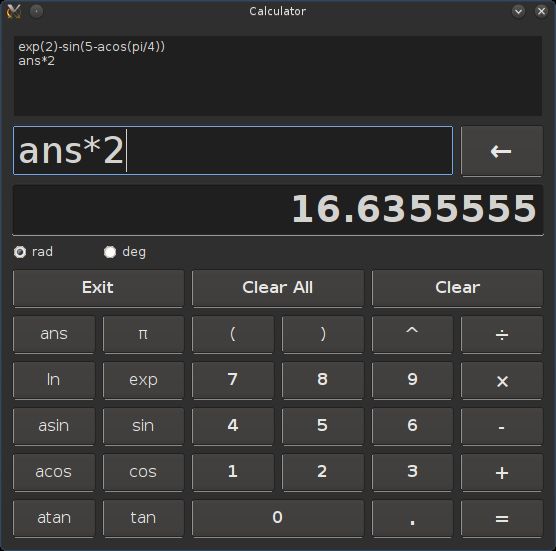 Calculator
exp(2)-sin(5-acos(pi/4))
ans*2
ans*2 ←
16.6355555
rad deg
Exit Clear All Clear
ans π ( ) ^ ÷
ln exp 7 8 9 ×
asin sin 4 5 6 -
acos cos 1 2 3 +
atan tan 0 . =